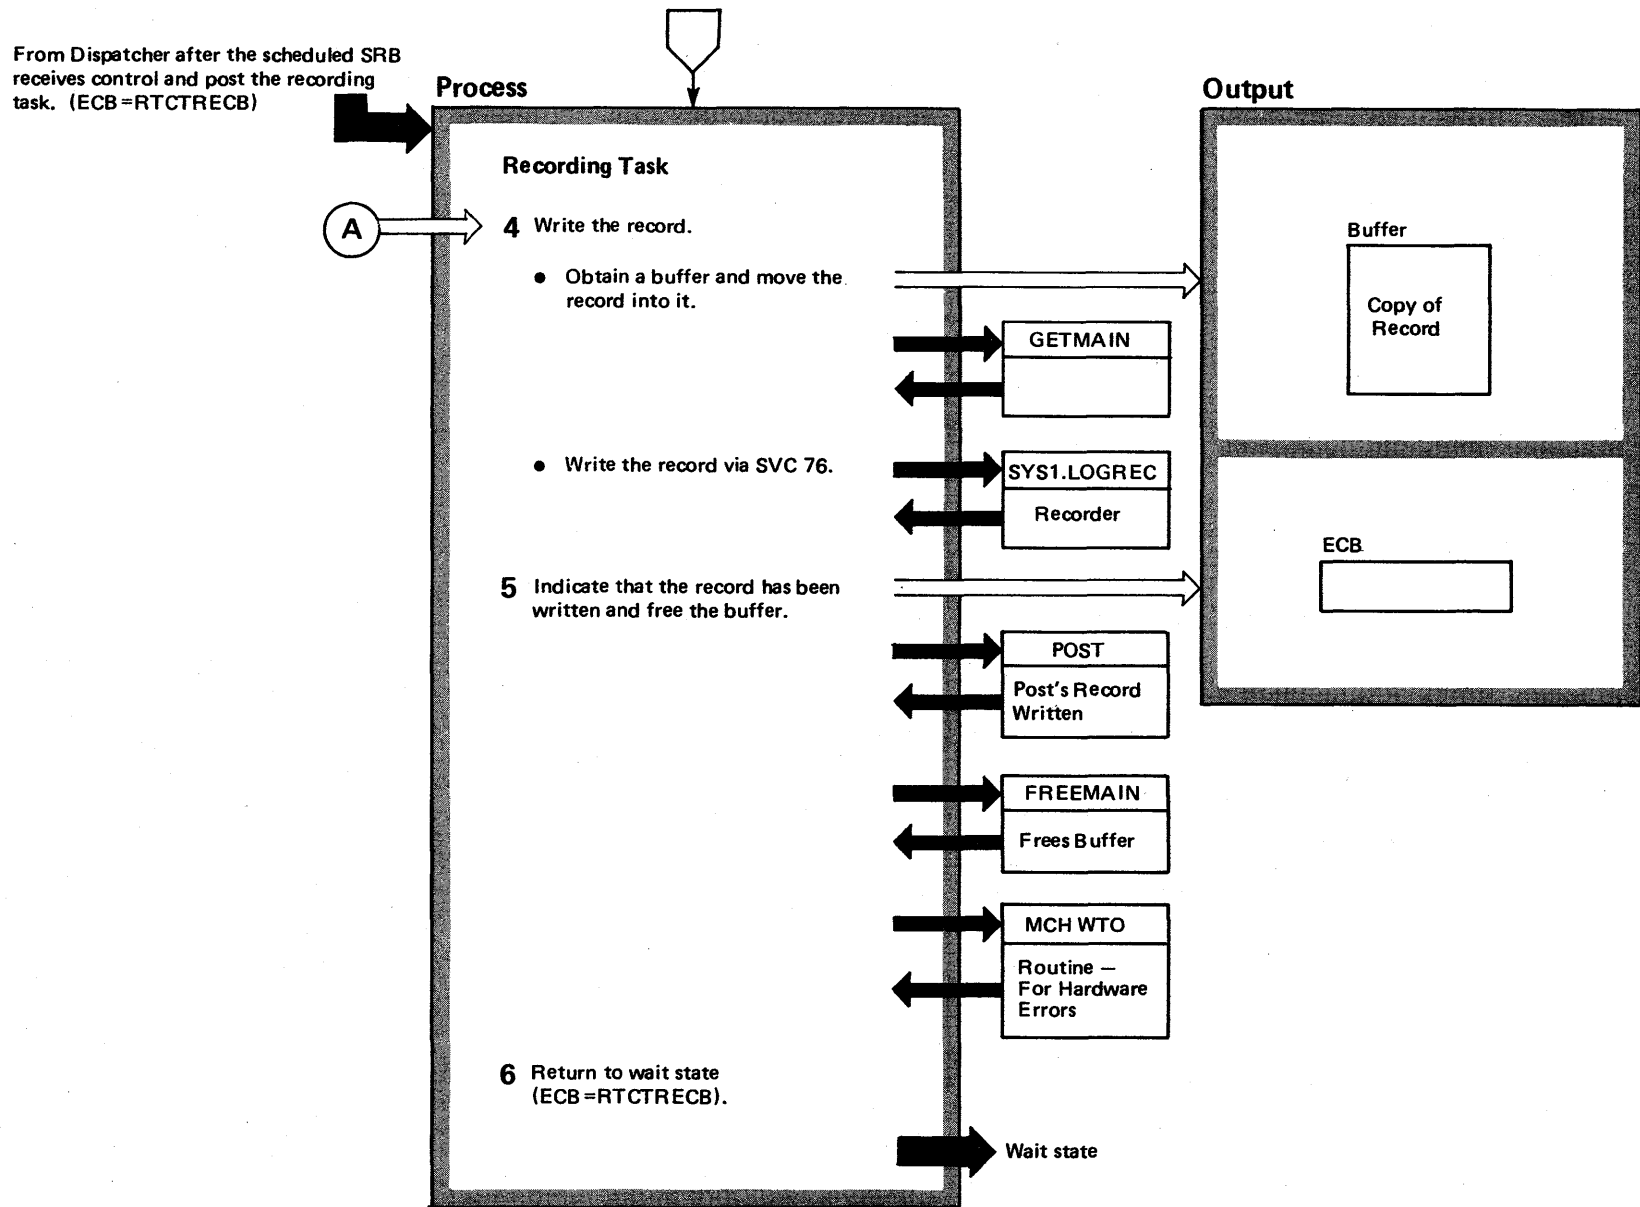 From Dispatcher after the scheduled SRB
receives control and post the recording
task. (ECB=RTCTRECB)
Process
Output
Recording Task
A
4 Write the record.
• Obtain a buffer and move the
record into it.
GETMAIN
Buffer
Copy of
Record
• Write the record via SVC 76.
SYS1.LOGREC
Recorder
5 Indicate that the record has been
written and free the buffer.
ECB
POST
Post's Record
Written
FREEMAIN
Frees Buffer
MCH WTO
Routine —
For Hardware
Errors
6 Return to wait state
(ECB=RTCTRECB).
Wait state